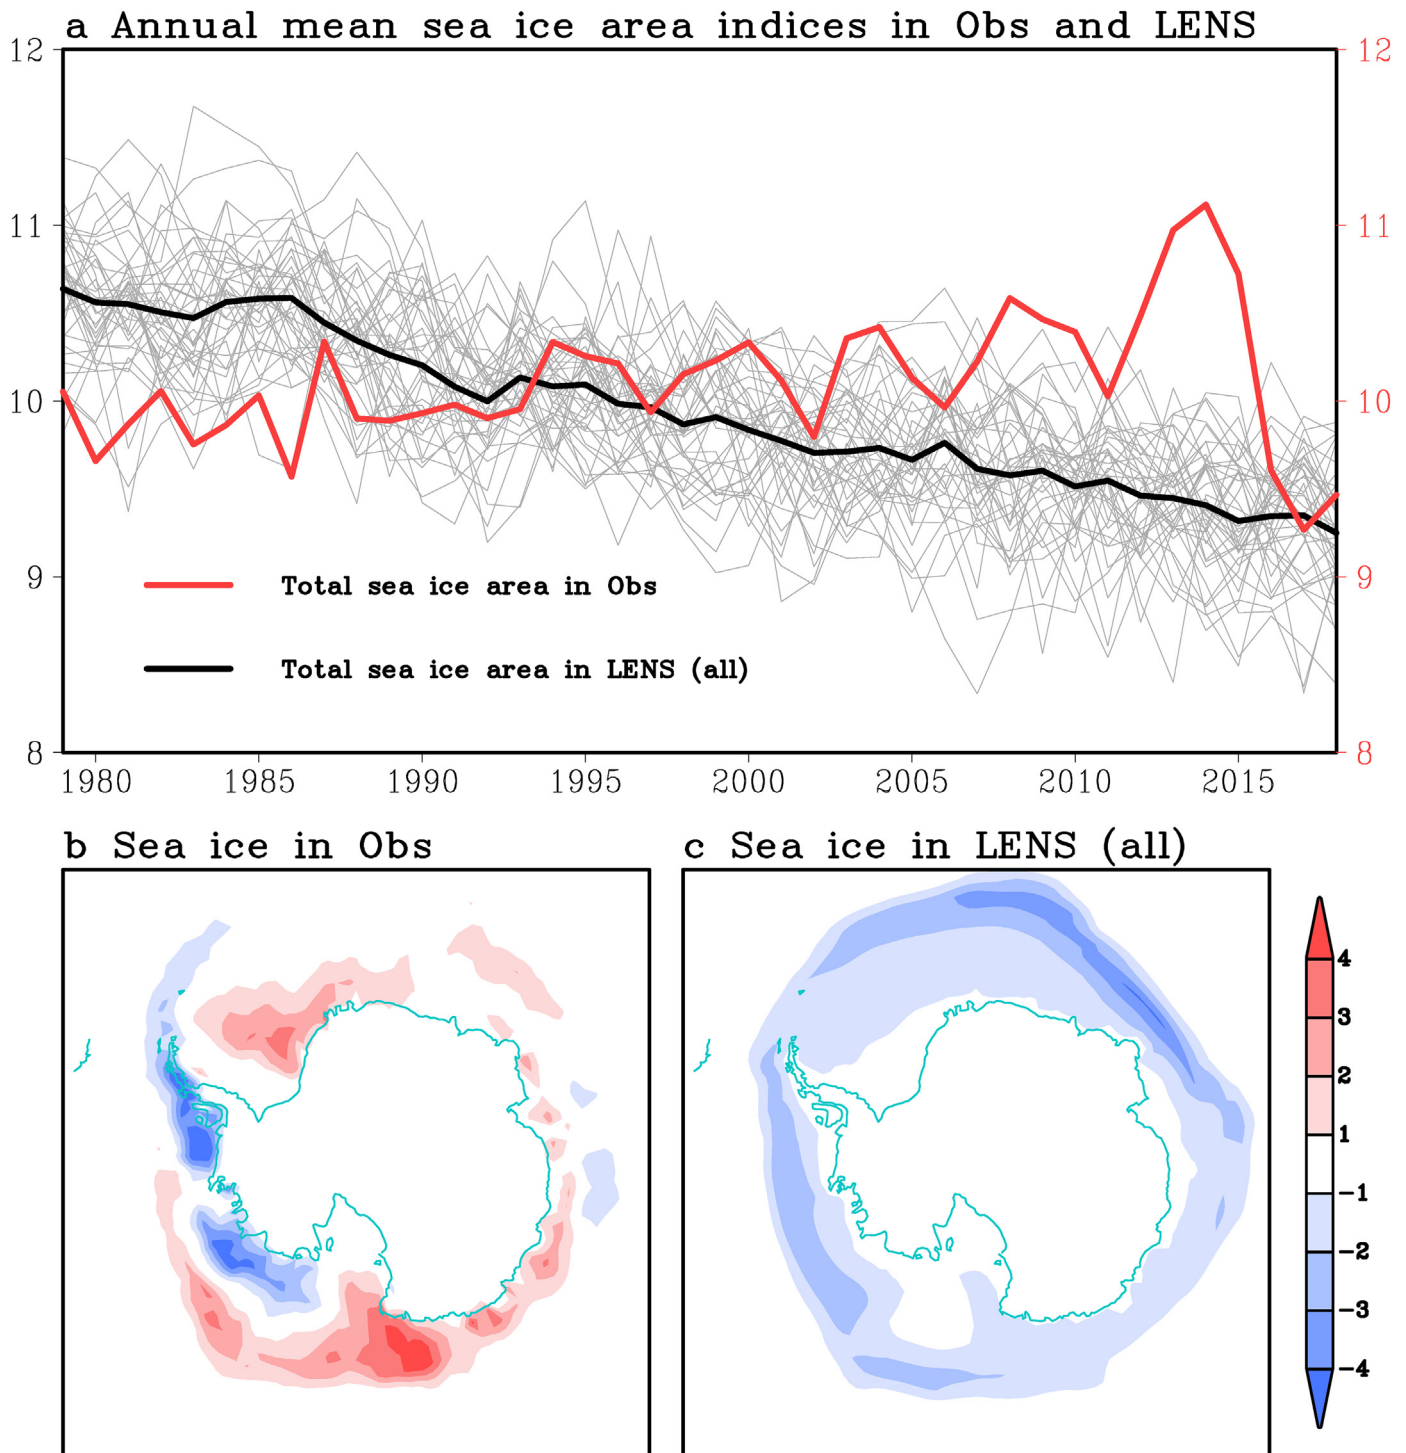 a Annual mean sea ice area indices in Obs and LENS
12 12
11 11
10 10
9 9
Total sea ice area in Obs
Total sea ice area in LENS (all)
8 8
1980 1985 1990 1995 2000 2005 2010 2015
b Sea ice in Obs
c Sea ice in LENS (all)
4
3
2
1
−1
−2
−3
−4